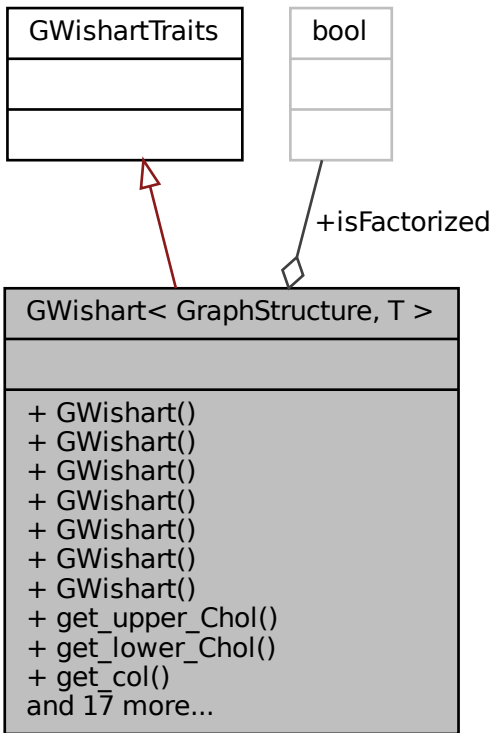 GWishartTraits
bool
+isFactorized
GWishart< GraphStructure, T >
+ GWishart()
+ GWishart()
+ GWishart()
+ GWishart()
+ GWishart()
+ GWishart()
+ GWishart()
+ get_upper_Chol()
+ get_lower_Chol()
+ get_col()
and 17 more...